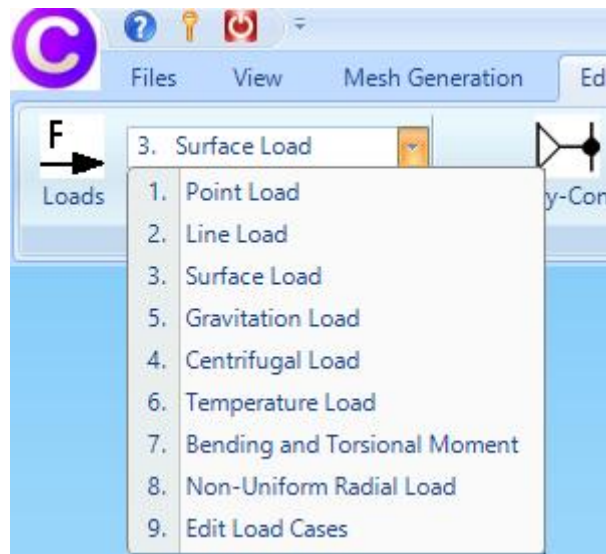 C
Files View Mesh Generation Ed
F
3. Surface Load
Loads
y-Con
1. Point Load
2. Line Load
3. Surface Load
5. Gravitation Load
4. Centrifugal Load
6. Temperature Load
7. Bending and Torsional Moment
8. Non-Uniform Radial Load
9. Edit Load Cases